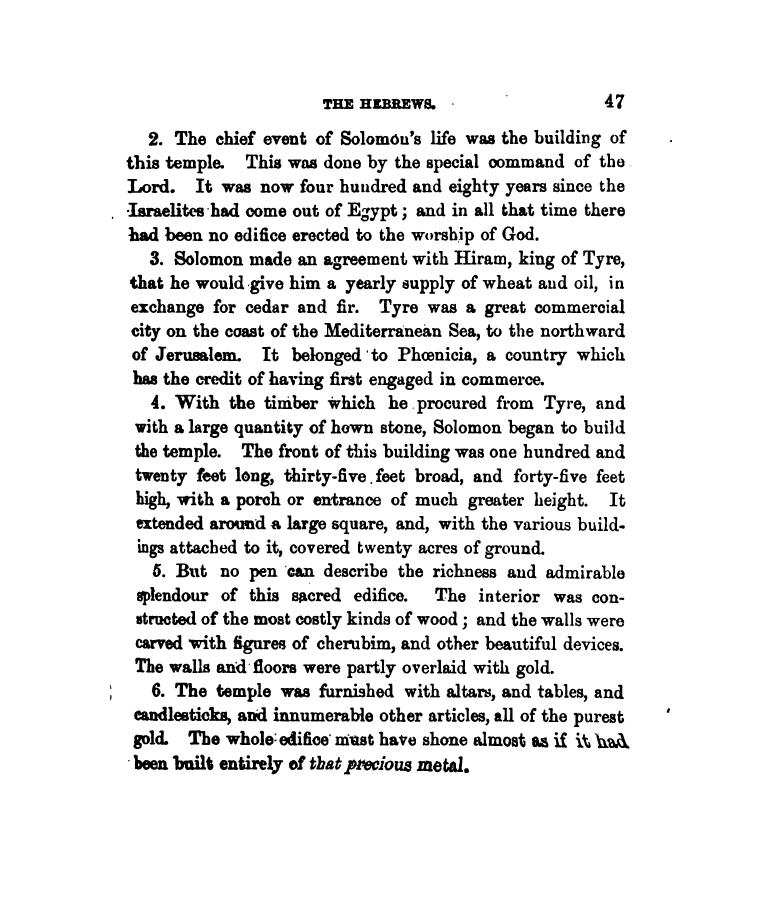 THE HEBREWS. 47
2. The chief event of Solomon's life was the building of
this temple. This was done by the special command of the
Lord. It was now four hundred and eighty years since the
Israelites had come out of Egypt; and in all that time there
had been no edifice erected to the worship of God.
3. Solomon made an agreement with Hiram, king of Tyre,
that he would give him a yearly supply of wheat and oil, in
exchange for cedar and fir. Tyre was a great commercial
city on the coast of the Mediterranean Sea, to the northward
of Jerusalem. It belonged to Phœnicia, a country which
has the credit of having first engaged in commerce.
4. With the timber which he procured from Tyre, and
with a large quantity of hewn stone, Solomon began to build
the temple. The front of this building was one hundred and
twenty feet long, thirty-five feet broad, and forty-five feet
high, with a porch or entrance of much greater height. It
extended around a large square, and, with the various build-
ings attached to it, covered twenty acres of ground.
5. But no pen can describe the richness and admirable
splendour of this sacred edifice. The interior was con-
structed of the most costly kinds of wood; and the walls were
carved with figures of cherubim, and other beautiful devices.
The walls and floors were partly overlaid with gold.
6. The temple was furnished with altars, and tables, and
candlesticks, and innumerable other articles, all of the purest
gold. The whole edifice must have shone almost as if it had
been built entirely of that precious metal.